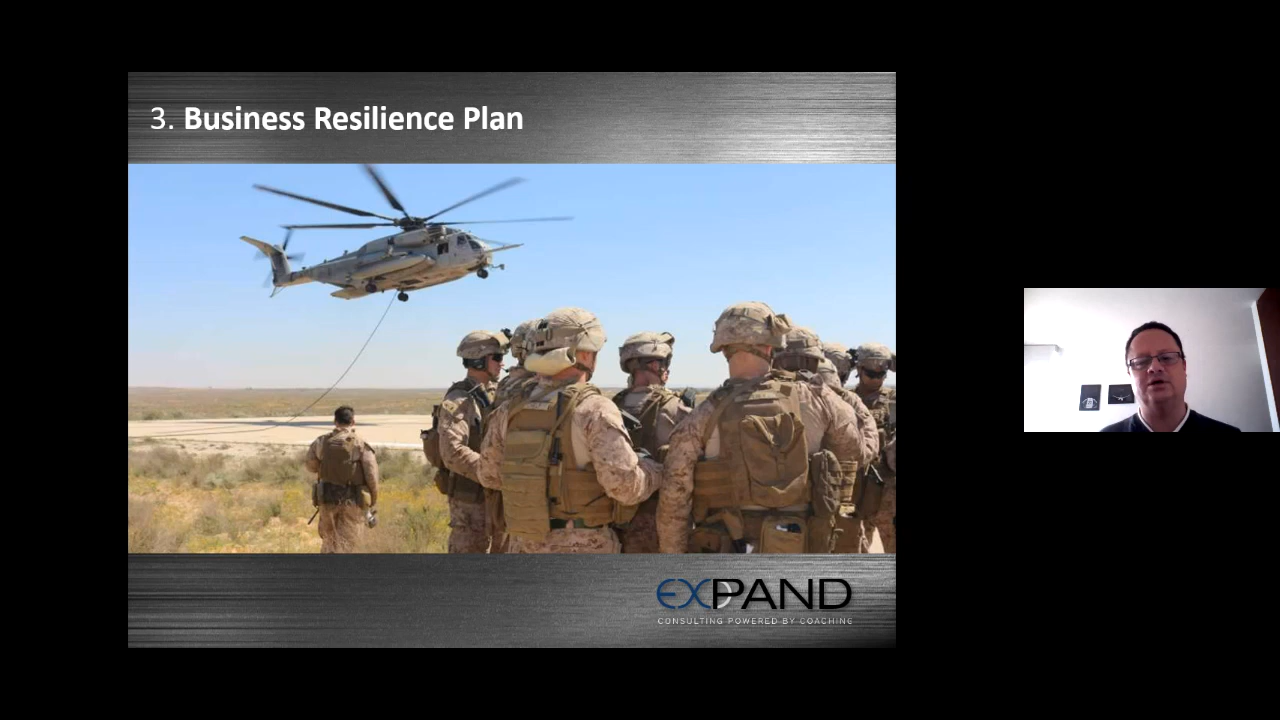 3. Business Resilience Plan
EXPAND
CONSULTING POWERED BY COACHING